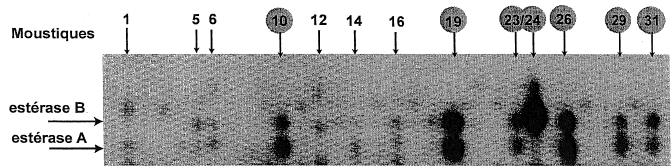 Moustiques 1 5 6 10 12 14 16 19 23/24 26 29 31
estérase B
estérase A